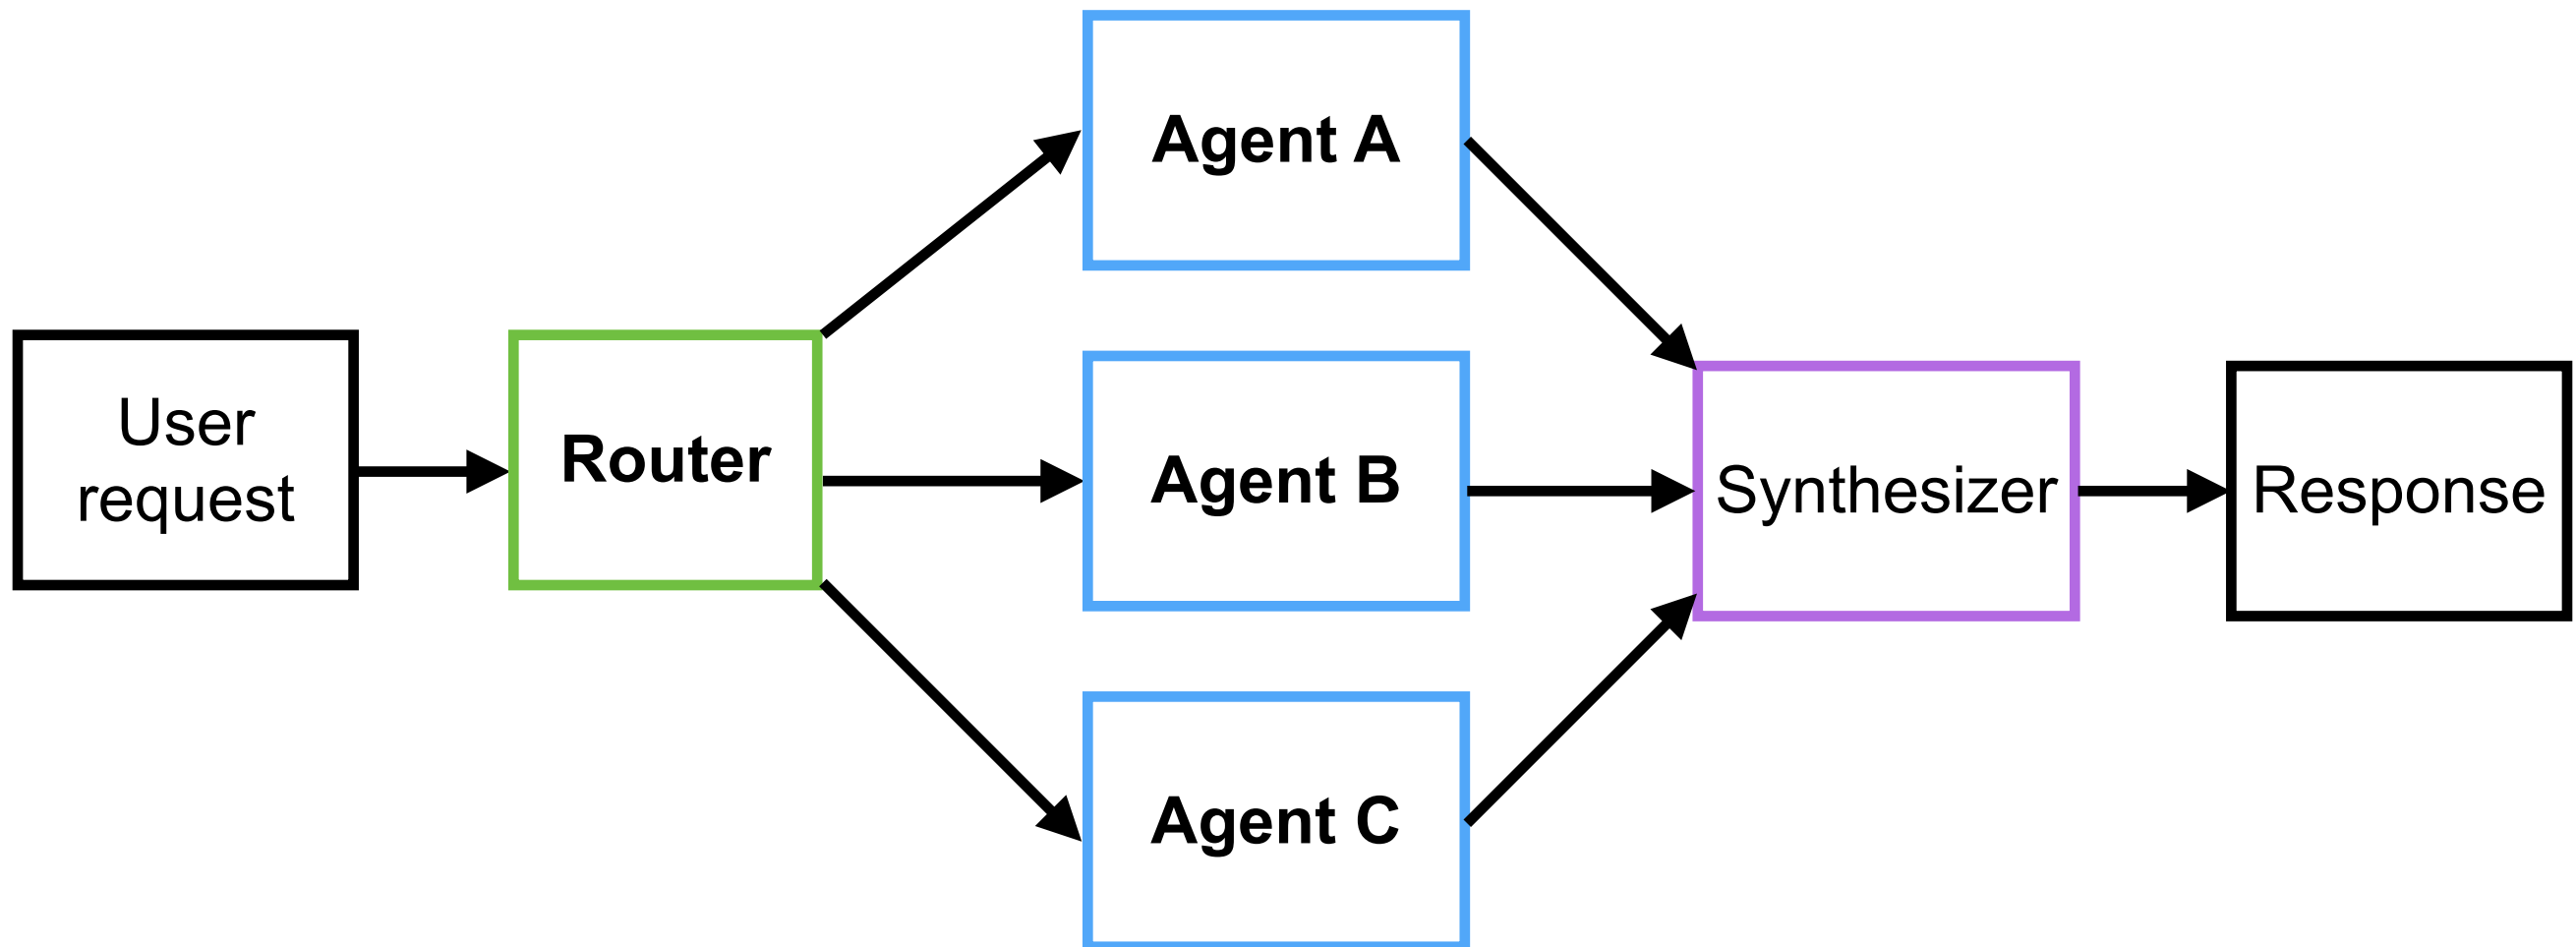 User
request
Router
Agent A
Agent B
Agent C
Synthesizer
Response